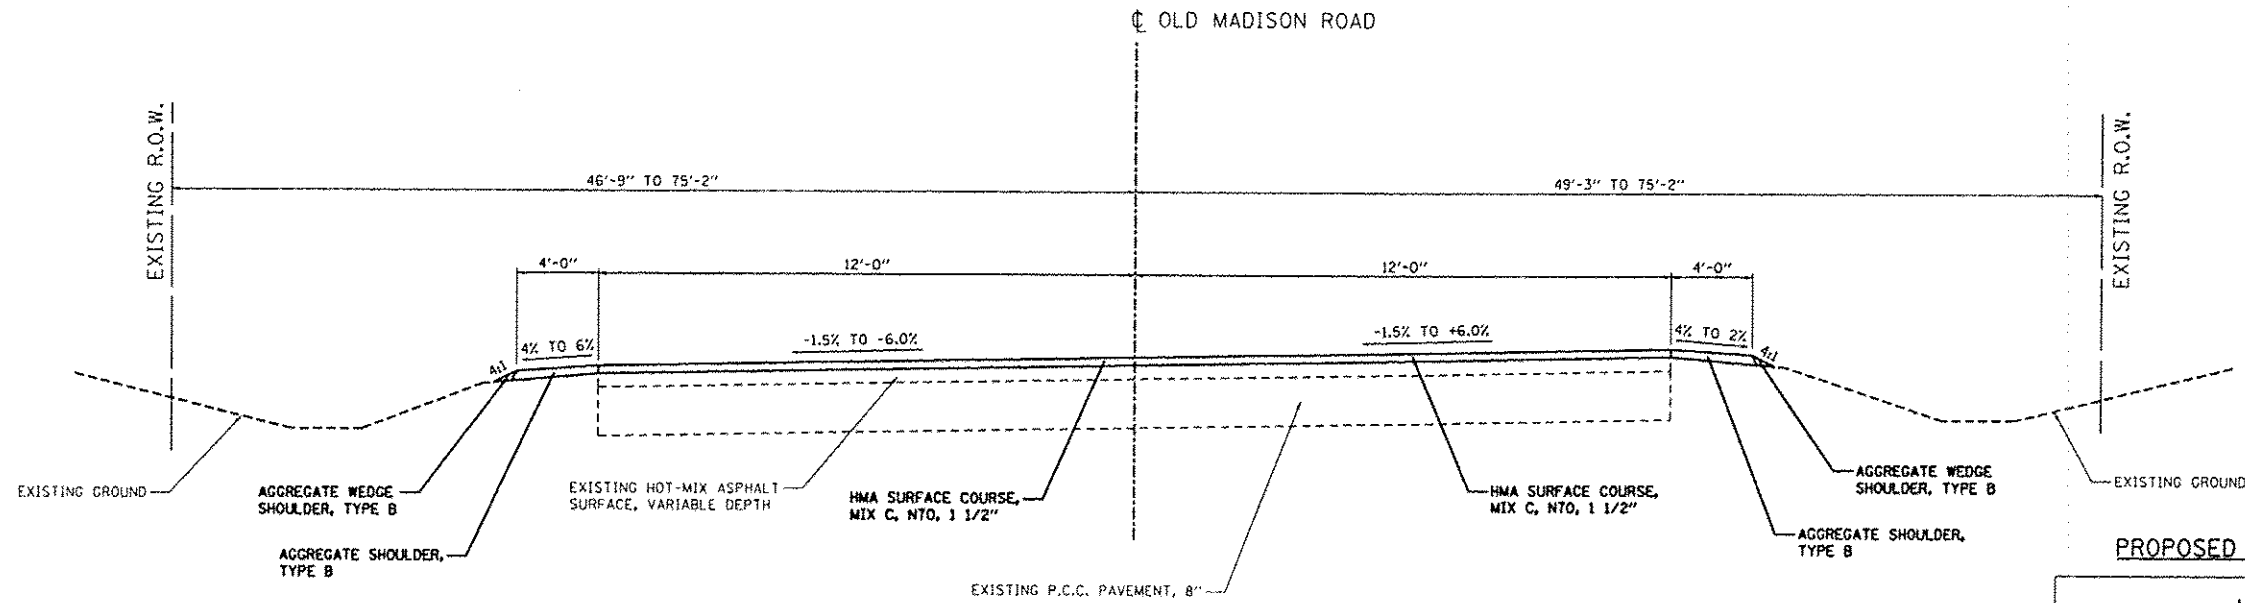 ℄ OLD MADISON ROAD
EXISTING R.O.W.
EXISTING R.O.W.
46'-9" TO 75'-2"
49'-3" TO 75'-2"
4'-0"
12'-0"
12'-0"
4'-0"
4:1
4% TO 6%
-1.5% TO -6.0%
-1.5% TO +6.0%
4% TO 2%
4:1
EXISTING GROUND
AGGREGATE WEDGE
SHOULDER, TYPE B
AGGREGATE SHOULDER,
TYPE B
EXISTING HOT-MIX ASPHALT
SURFACE, VARIABLE DEPTH
HMA SURFACE COURSE,
MIX C, N70, 1 1/2"
EXISTING P.C.C. PAVEMENT, 8"
HMA SURFACE COURSE,
MIX C, N70, 1 1/2"
AGGREGATE WEDGE
SHOULDER, TYPE B
AGGREGATE SHOULDER,
TYPE B
EXISTING GROUND
PROPOSED